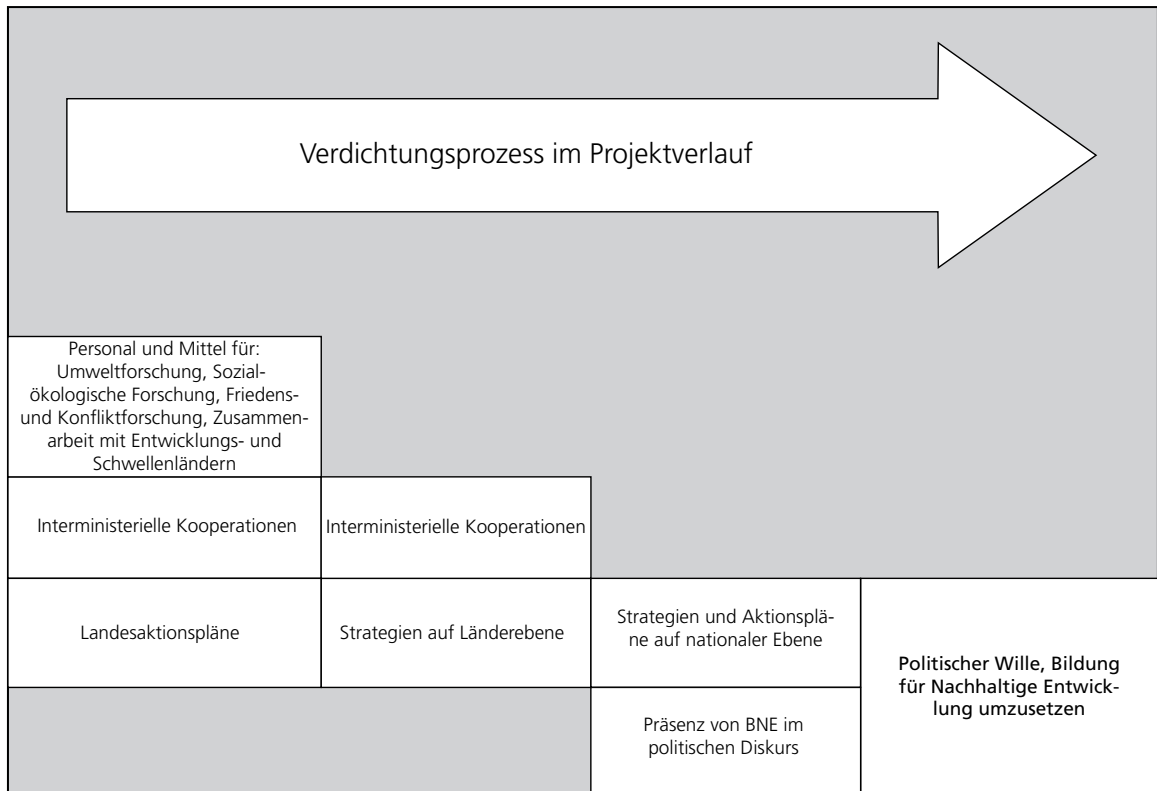 Verdichtungsprozess im Projektverlauf
Personal und Mittel für:
Umweltforschung, Sozial-
ökologische Forschung, Friedens-
und Konfliktforschung, Zusammen-
arbeit mit Entwicklungs- und
Schwellenländern
Interministerielle Kooperationen
Interministerielle Kooperationen
Landesaktionspläne
Strategien auf Länderebene
Strategien und Aktionsplä-
ne auf nationaler Ebene
Politischer Wille, Bildung
für Nachhaltige Entwick-
lung umzusetzen
Präsenz von BNE im
politischen Diskurs